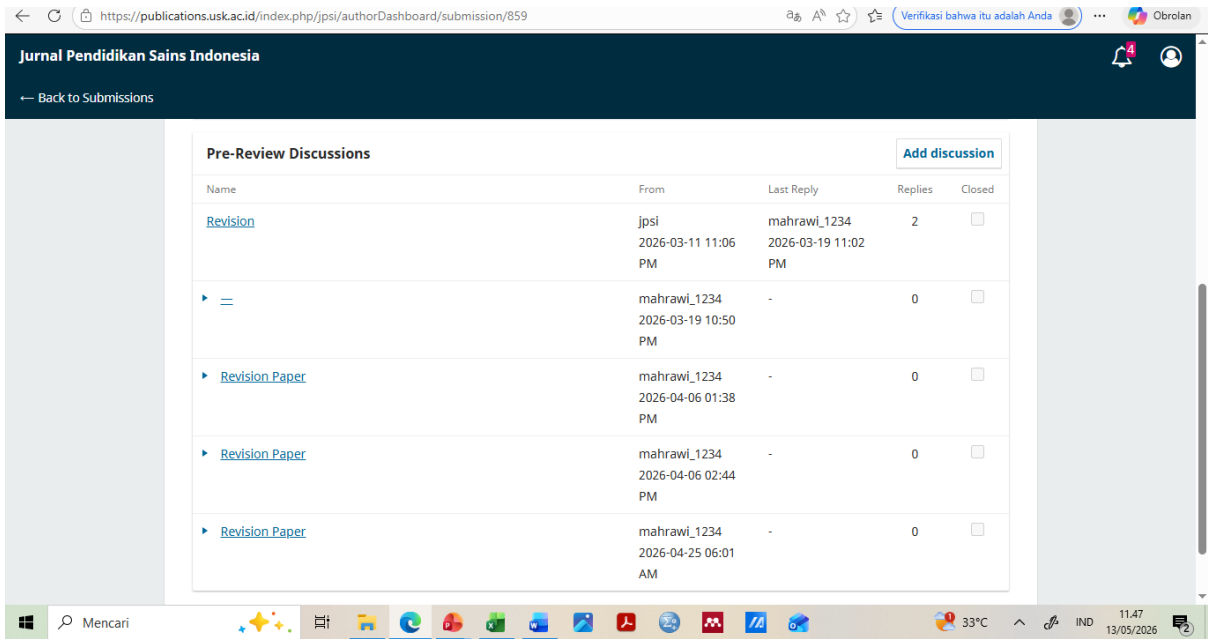 https://publications.usk.ac.id/index.php/jpsi/authorDashboard/submission/859
Verifikasi bahwa itu adalah Anda
Obrolan
Jurnal Pendidikan Sains Indonesia
4
← Back to Submissions
Pre-Review Discussions
Add discussion
Name From Last Reply Replies Closed
Revision jpsi mahrawi_1234 2
2026-03-11 11:06 2026-03-19 11:02
PM PM
— mahrawi_1234 - 0
2026-03-19 10:50
PM
Revision Paper mahrawi_1234 - 0
2026-04-06 01:38
PM
Revision Paper mahrawi_1234 - 0
2026-04-06 02:44
PM
Revision Paper mahrawi_1234 - 0
2026-04-25 06:01
AM
Mencari
33°C
IND
11.47
13/05/2026
2